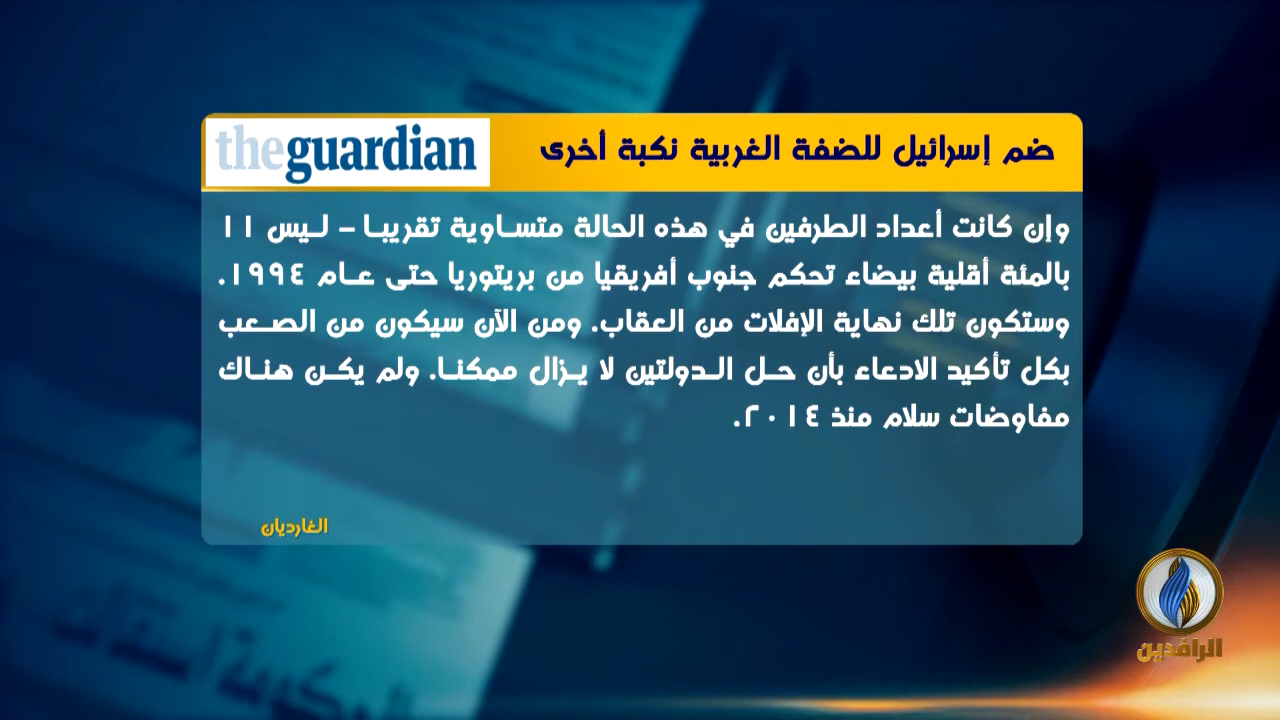 ضم إسرائيل للضفة الغربية نكبة أخرى
theguardian
وإن كانت أعداد الطرفين في هذه الحالة متساوية تقريبا - ليس ١١
بالمئة أقلية بيضاء تحكم جنوب أفريقيا من بريتوريا حتى عام ١٩٩٤.
وستكون تلك نهاية الإفلات من العقاب. ومن الآن سيكون من الصعب
بكل تأكيد الادعاء بأن حل الدولتين لا يزال ممكنا. ولم يكن هناك
مفاوضات سلام منذ ٢٠١٤.
الغارديان
الرافدين